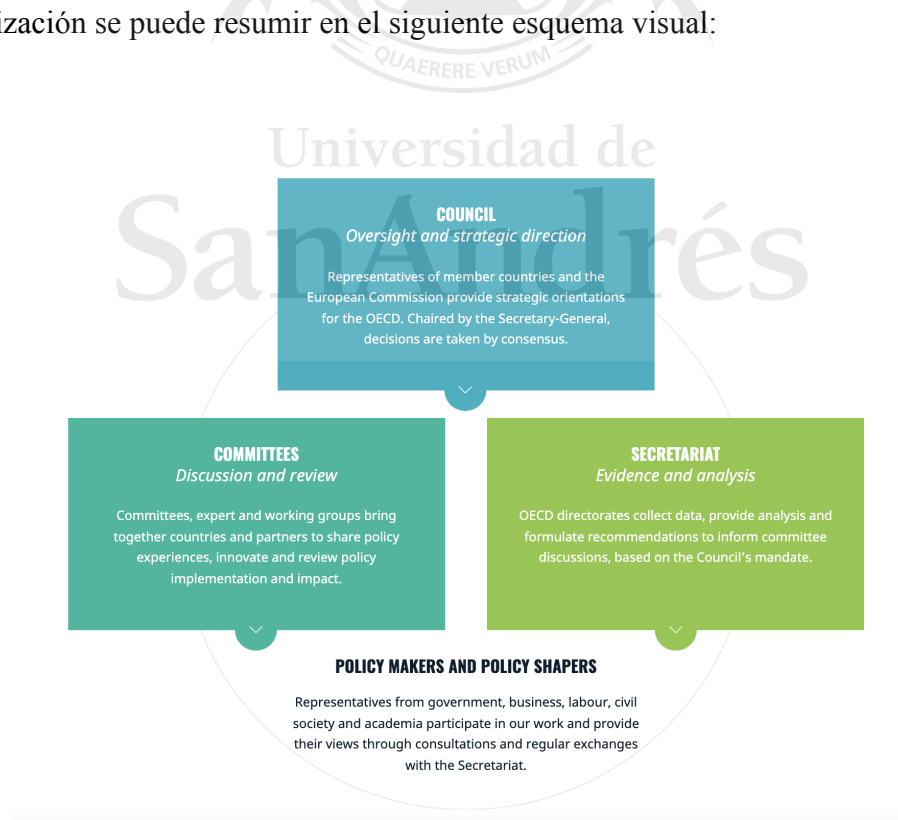 ización se puede resumir en el siguiente esquema visual:
QUAERERE VERUM
Universidad de
SanAndrés
COUNCIL
Oversight and strategic direction
Representatives of member countries and the
European Commission provide strategic orientations
for the OECD. Chaired by the Secretary-General,
decisions are taken by consensus.
COMMITTEES
Discussion and review
Committees, expert and working groups bring
together countries and partners to share policy
experiences, innovate and review policy
implementation and impact.
SECRETARIAT
Evidence and analysis
OECD directorates collect data, provide analysis and
formulate recommendations to inform committee
discussions, based on the Council's mandate.
POLICY MAKERS AND POLICY SHAPERS
Representatives from government, business, labour, civil
society and academia participate in our work and provide
their views through consultations and regular exchanges
with the Secretariat.